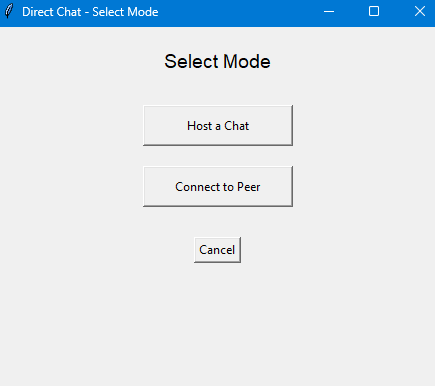 Direct Chat - Select Mode
Select Mode
Host a Chat
Connect to Peer
Cancel